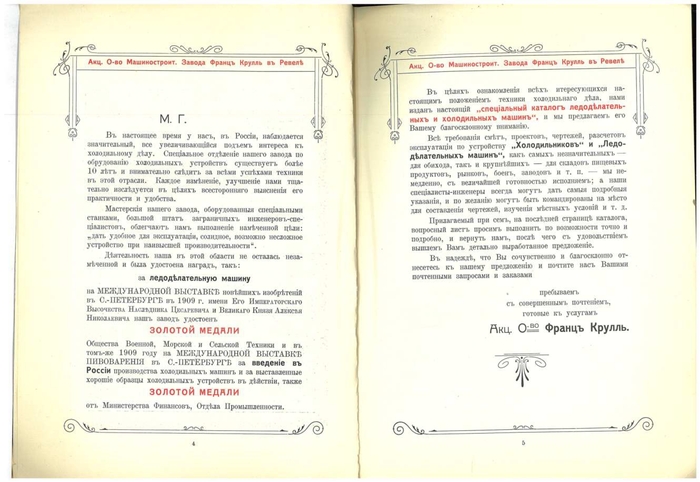 Акц. О-во Машиностроит. Завода Францъ Крулль въ Ревелѣ
М. Г.
Въ настоящее время у насъ, въ Россіи, наблюдается
значительный, все увеличивающійся подъемъ интереса къ
холодильному дѣлу. Спеціальное отдѣленіе нашего завода по
оборудованію холодильныхъ устройствъ существуетъ болѣе
10 лѣтъ и внимательно слѣдитъ за всѣми успѣхами техники
въ этой отрасли. Каждое измѣненіе, улучшеніе нами тща-
тельно изслѣдуется въ цѣляхъ всесторонняго выясненія его
практичности и удобства.
Мастерскія нашего завода, оборудованныя спеціальными
станками, большой штатъ заграничныхъ инженеровъ-спе-
ціалистовъ, облегчаютъ намъ выполненіе намѣченной цѣли:
„дать удобное для эксплуатаціи, солидное, возможно несложное
устройство при наивысшей производительности“.
Дѣятельность наша въ этой области не осталась неза-
мѣченной и была удостоена наградъ, такъ:
за ледодѣлательную машину
на МЕЖДУНАРОДНОЙ ВЫСТАВКѢ новѣйшихъ изобрѣтеній
въ С.-ПЕТЕРБУРГѢ въ 1909 г. имени Его Императорскаго
Высочества Наслѣдника Цесаревича и Великаго Князя Алексѣя
Николаевича нашъ заводъ удостоенъ
ЗОЛОТОЙ МЕДАЛИ
Общества Военной, Морской и Сельской Техники и въ
томъ-же 1909 году на МЕЖДУНАРОДНОЙ ВЫСТАВКѢ
ПИВОВАРЕНІЯ въ С.-ПЕТЕРБУРГѢ за введеніе въ
Россіи производства холодильныхъ машинъ и за выставленные
хорошіе образцы холодильныхъ устройствъ въ дѣйствіи, также
ЗОЛОТОЙ МЕДАЛИ
отъ Министерства Финансовъ, Отдѣла Промышленности.
4
Акц. О-во Машиностроит. Завода Францъ Крулль въ Ревелѣ
Въ цѣляхъ ознакомленія всѣхъ интересующихся на-
стоящимъ положеніемъ техники холодильнаго дѣла, нами
изданъ настоящій „спеціальный каталогъ ледодѣлатель-
ныхъ и холодильныхъ машинъ“, и мы предлагаемъ его
Вашему благосклонному вниманію.
Всѣ требованія смѣтъ, проектовъ, чертежей, разсчетовъ
эксплуатаціи по устройству „Холодильниковъ“ и „Ледо-
дѣлательныхъ машинъ“, какъ самыхъ незначительныхъ —
для обихода, такъ и крупнѣйшихъ — для складовъ пищевыхъ
продуктовъ, рынковъ, боенъ, заводовъ и т. п. — мы не-
медленно, съ величайшей готовностью исполняемъ; а наши
спеціалисты-инженеры всегда могутъ дать самыя подробныя
указанія, и по желанію могутъ быть командированы на мѣсто
для составленія чертежей, изученія мѣстныхъ условій и т. д.
Прилагаемый при семъ, на послѣдней страницѣ каталога,
опросный листъ просимъ выполнить по возможности точно и
подробно, и вернуть намъ, послѣ чего съ удовольствіемъ
вышлемъ Вамъ детально выработанное предложеніе.
Въ надеждѣ, что Вы сочувственно и благосклонно от-
несетесь къ нашему предложенію и почтите насъ Вашими
почтенными запросами и заказами
пребываемъ
съ совершеннымъ почтеніемъ,
готовые къ услугамъ
Акц. О-во Францъ Крулль.
5